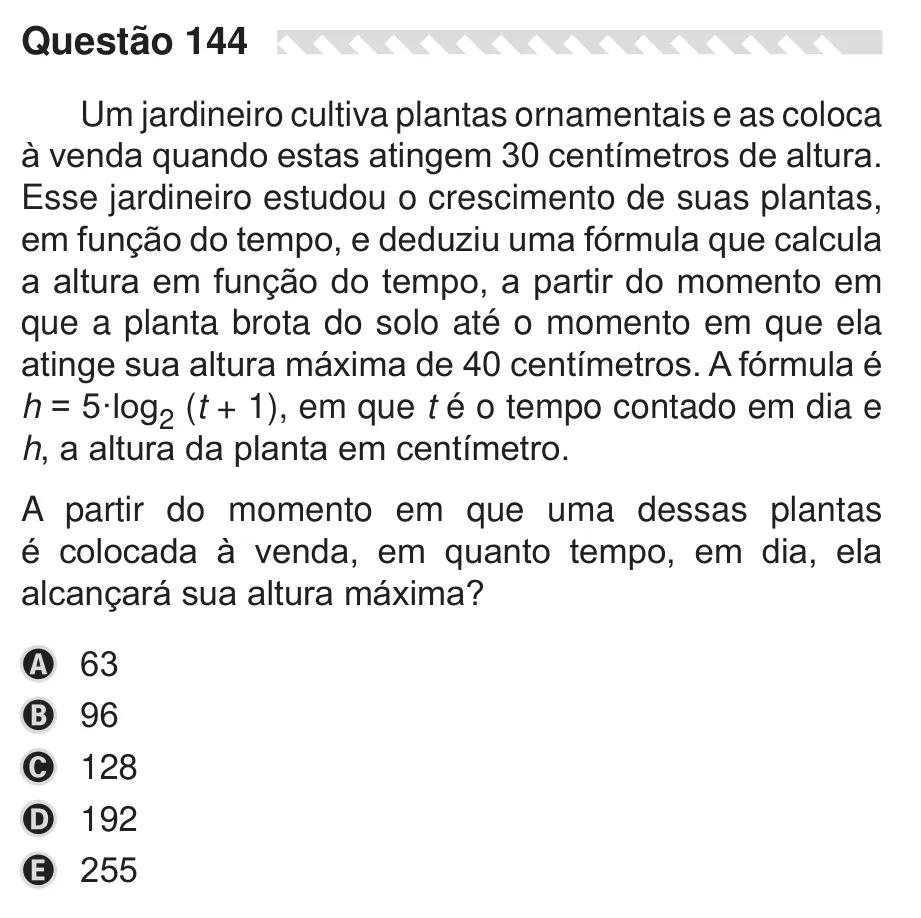 Questão 144
Um jardineiro cultiva plantas ornamentais e as coloca
à venda quando estas atingem 30 centímetros de altura.
Esse jardineiro estudou o crescimento de suas plantas,
em função do tempo, e deduziu uma fórmula que calcula
a altura em função do tempo, a partir do momento em
que a planta brota do solo até o momento em que ela
atinge sua altura máxima de 40 centímetros. A fórmula é
h = 5·log₂ (t + 1), em que t é o tempo contado em dia e
h, a altura da planta em centímetro.
A partir do momento em que uma dessas plantas
é colocada à venda, em quanto tempo, em dia, ela
alcançará sua altura máxima?
A 63
B 96
C 128
D 192
E 255